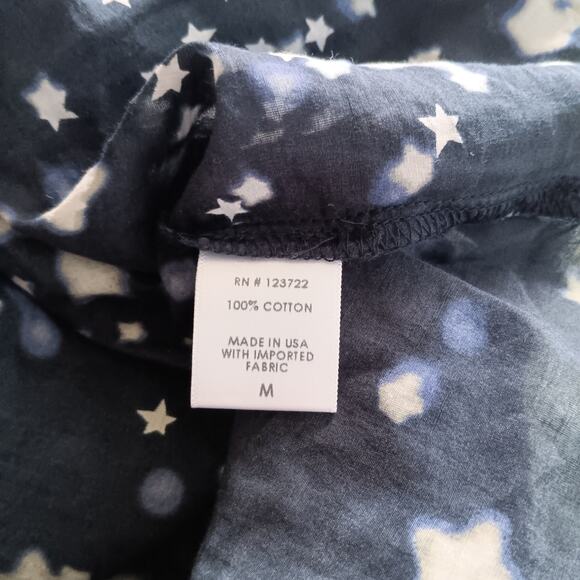 RN # 123722
100% COTTON
MADE IN USA
WITH IMPORTED
FABRIC
M